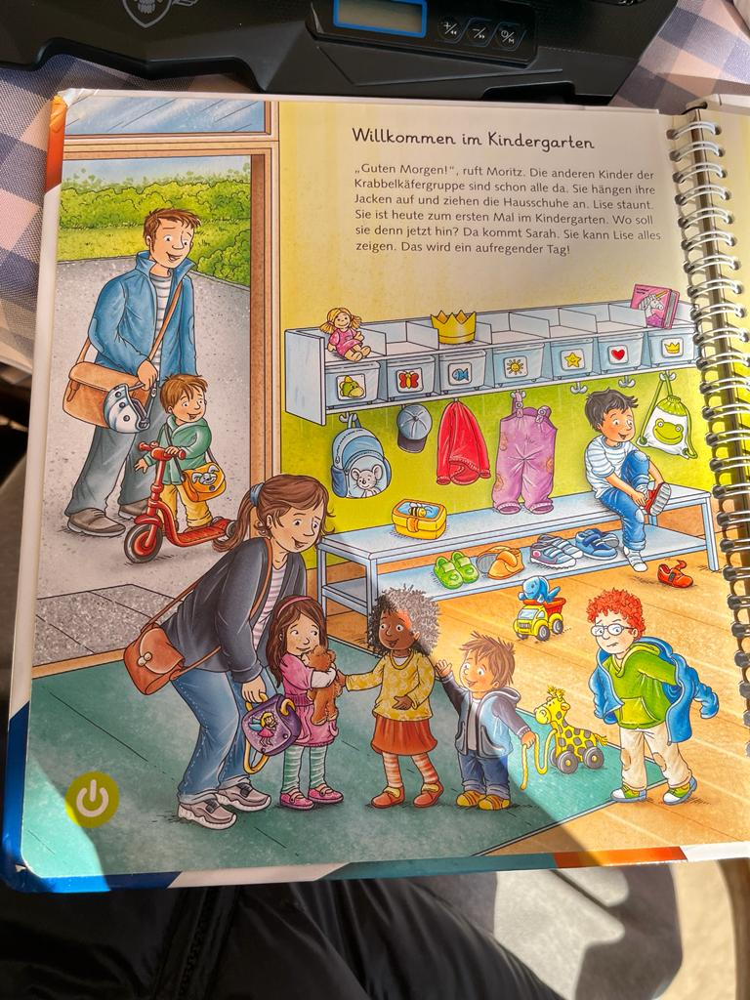 Willkommen im Kindergarten
„Guten Morgen!“, ruft Moritz. Die anderen Kinder der
Krabbelkäfergruppe sind schon alle da. Sie hängen ihre
Jacken auf und ziehen die Hausschuhe an. Lise staunt.
Sie ist heute zum ersten Mal im Kindergarten. Wo soll
sie denn jetzt hin? Da kommt Sarah. Sie kann Lise alles
zeigen. Das wird ein aufregender Tag!